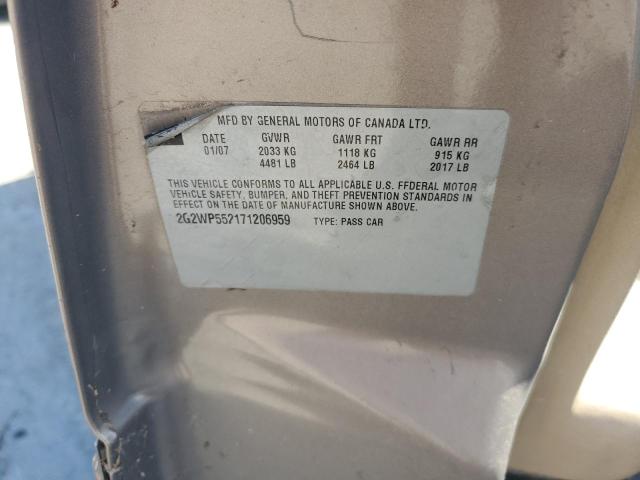 MFD BY GENERAL MOTORS OF CANADA LTD.
DATE GVWR GAWR FRT GAWR RR
01/07 2033 KG 1118 KG 915 KG
4481 LB 2464 LB 2017 LB
THIS VEHICLE CONFORMS TO ALL APPLICABLE U.S. FEDERAL MOTOR
VEHICLE SAFETY, BUMPER, AND THEFT PREVENTION STANDARDS IN
EFFECT ON THE DATE OF MANUFACTURE SHOWN ABOVE.
2G2WP552171206959 TYPE: PASS CAR